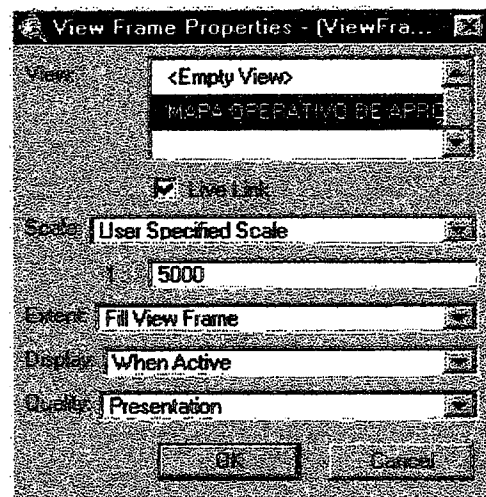 View Frame Properties - (ViewFra...
View:
<Empty View>
MAPA OPERATIVO DE APRO
Live Link
Scale: User Specified Scale
1: 5000
Extent: Fill View Frame
Display: When Active
Quality: Presentation
OK Cancel